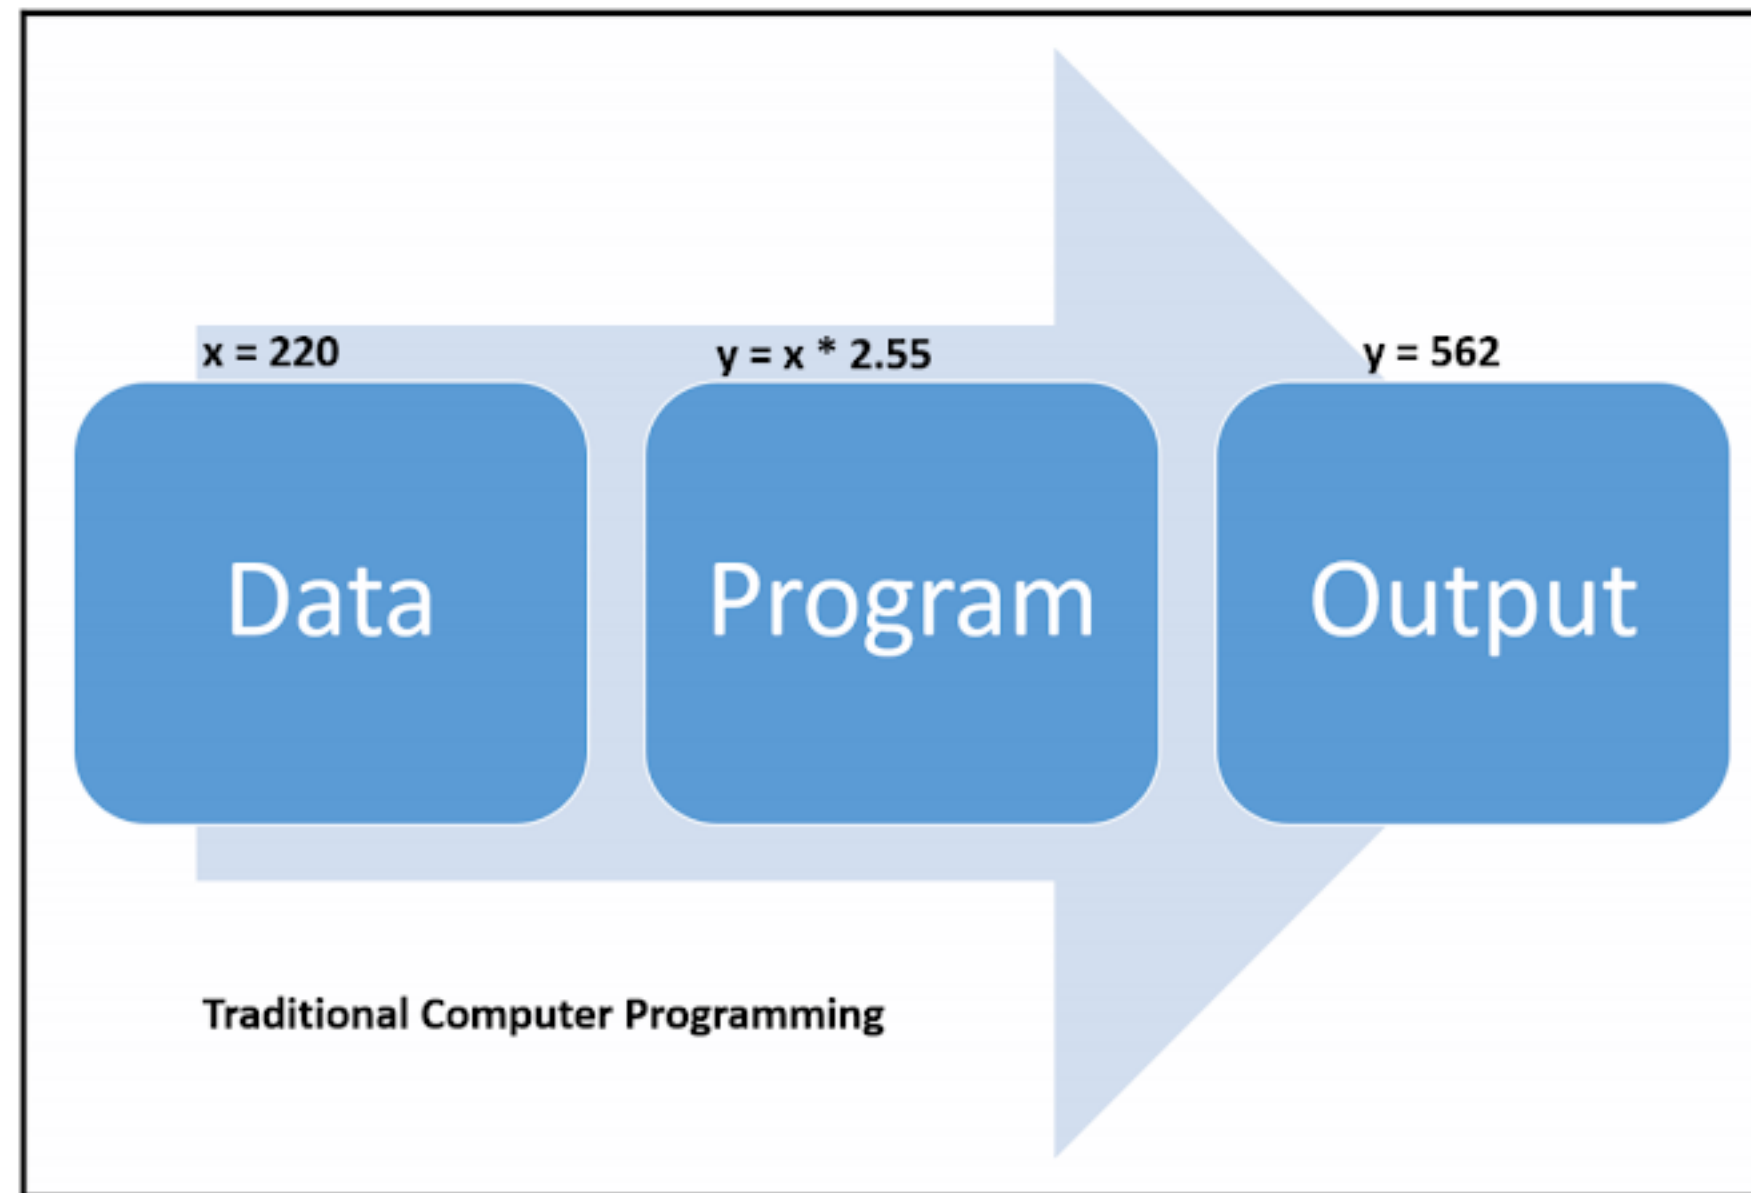 x = 220
y = x * 2.55
y = 562
Data
Program
Output
Traditional Computer Programming